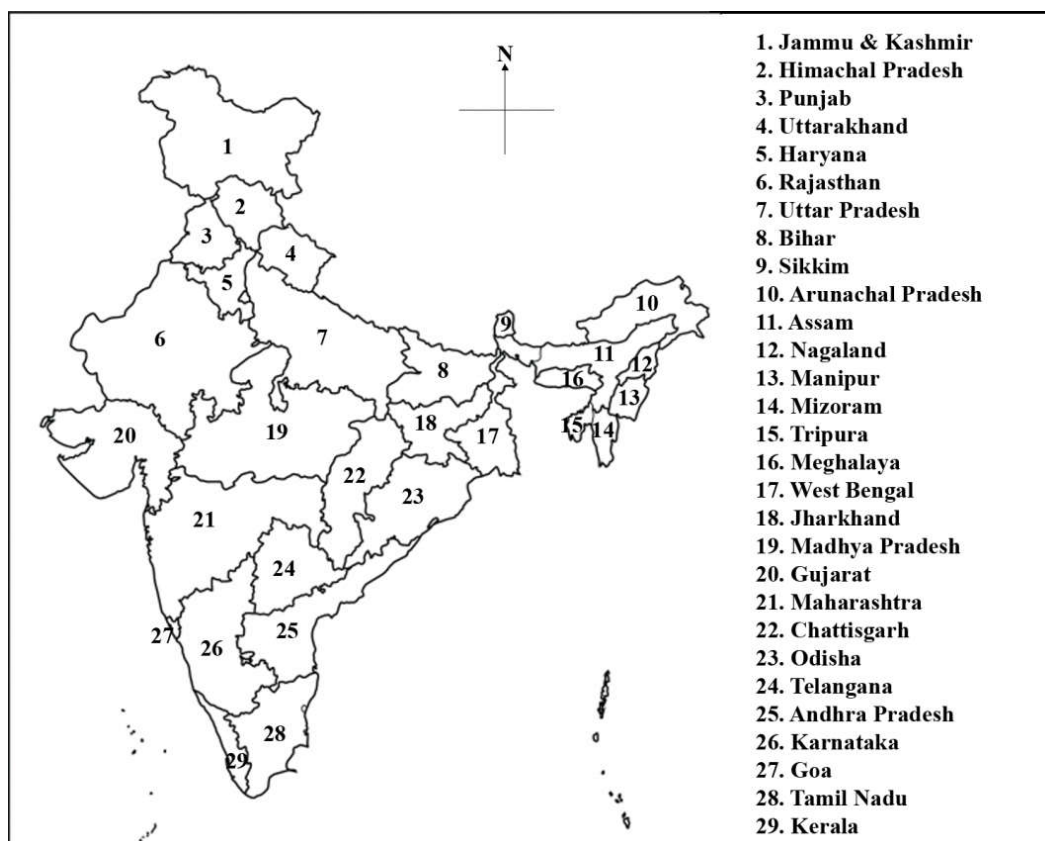 N
1
2
3
4
5
6
7
8
9
10
11
12
13
14
15
16
17
18
19
20
21
22
23
24
25
26
27
28
29
1. Jammu & Kashmir
2. Himachal Pradesh
3. Punjab
4. Uttarakhand
5. Haryana
6. Rajasthan
7. Uttar Pradesh
8. Bihar
9. Sikkim
10. Arunachal Pradesh
11. Assam
12. Nagaland
13. Manipur
14. Mizoram
15. Tripura
16. Meghalaya
17. West Bengal
18. Jharkhand
19. Madhya Pradesh
20. Gujarat
21. Maharashtra
22. Chattisgarh
23. Odisha
24. Telangana
25. Andhra Pradesh
26. Karnataka
27. Goa
28. Tamil Nadu
29. Kerala